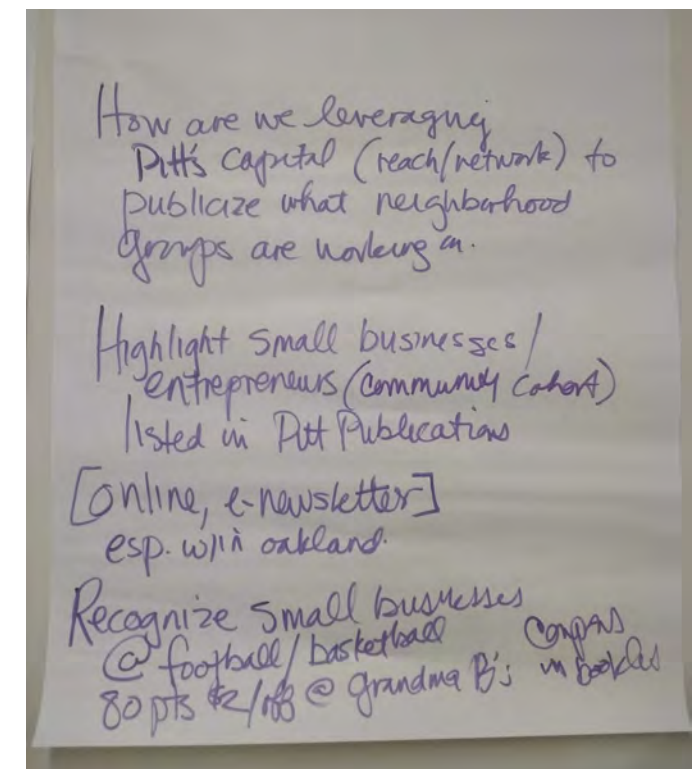 How are we leveraging
Pitt's Capital (reach/network) to
publicize what neighborhood
groups are working on.
Highlight small businesses/
entrepreneurs (Community Cohort)
listed in Pitt Publications
[online, e-newsletter]
esp. w/in oakland.
Recognize small businesses
@ football/basketball
80 pts $2/off @ grandma B's
in